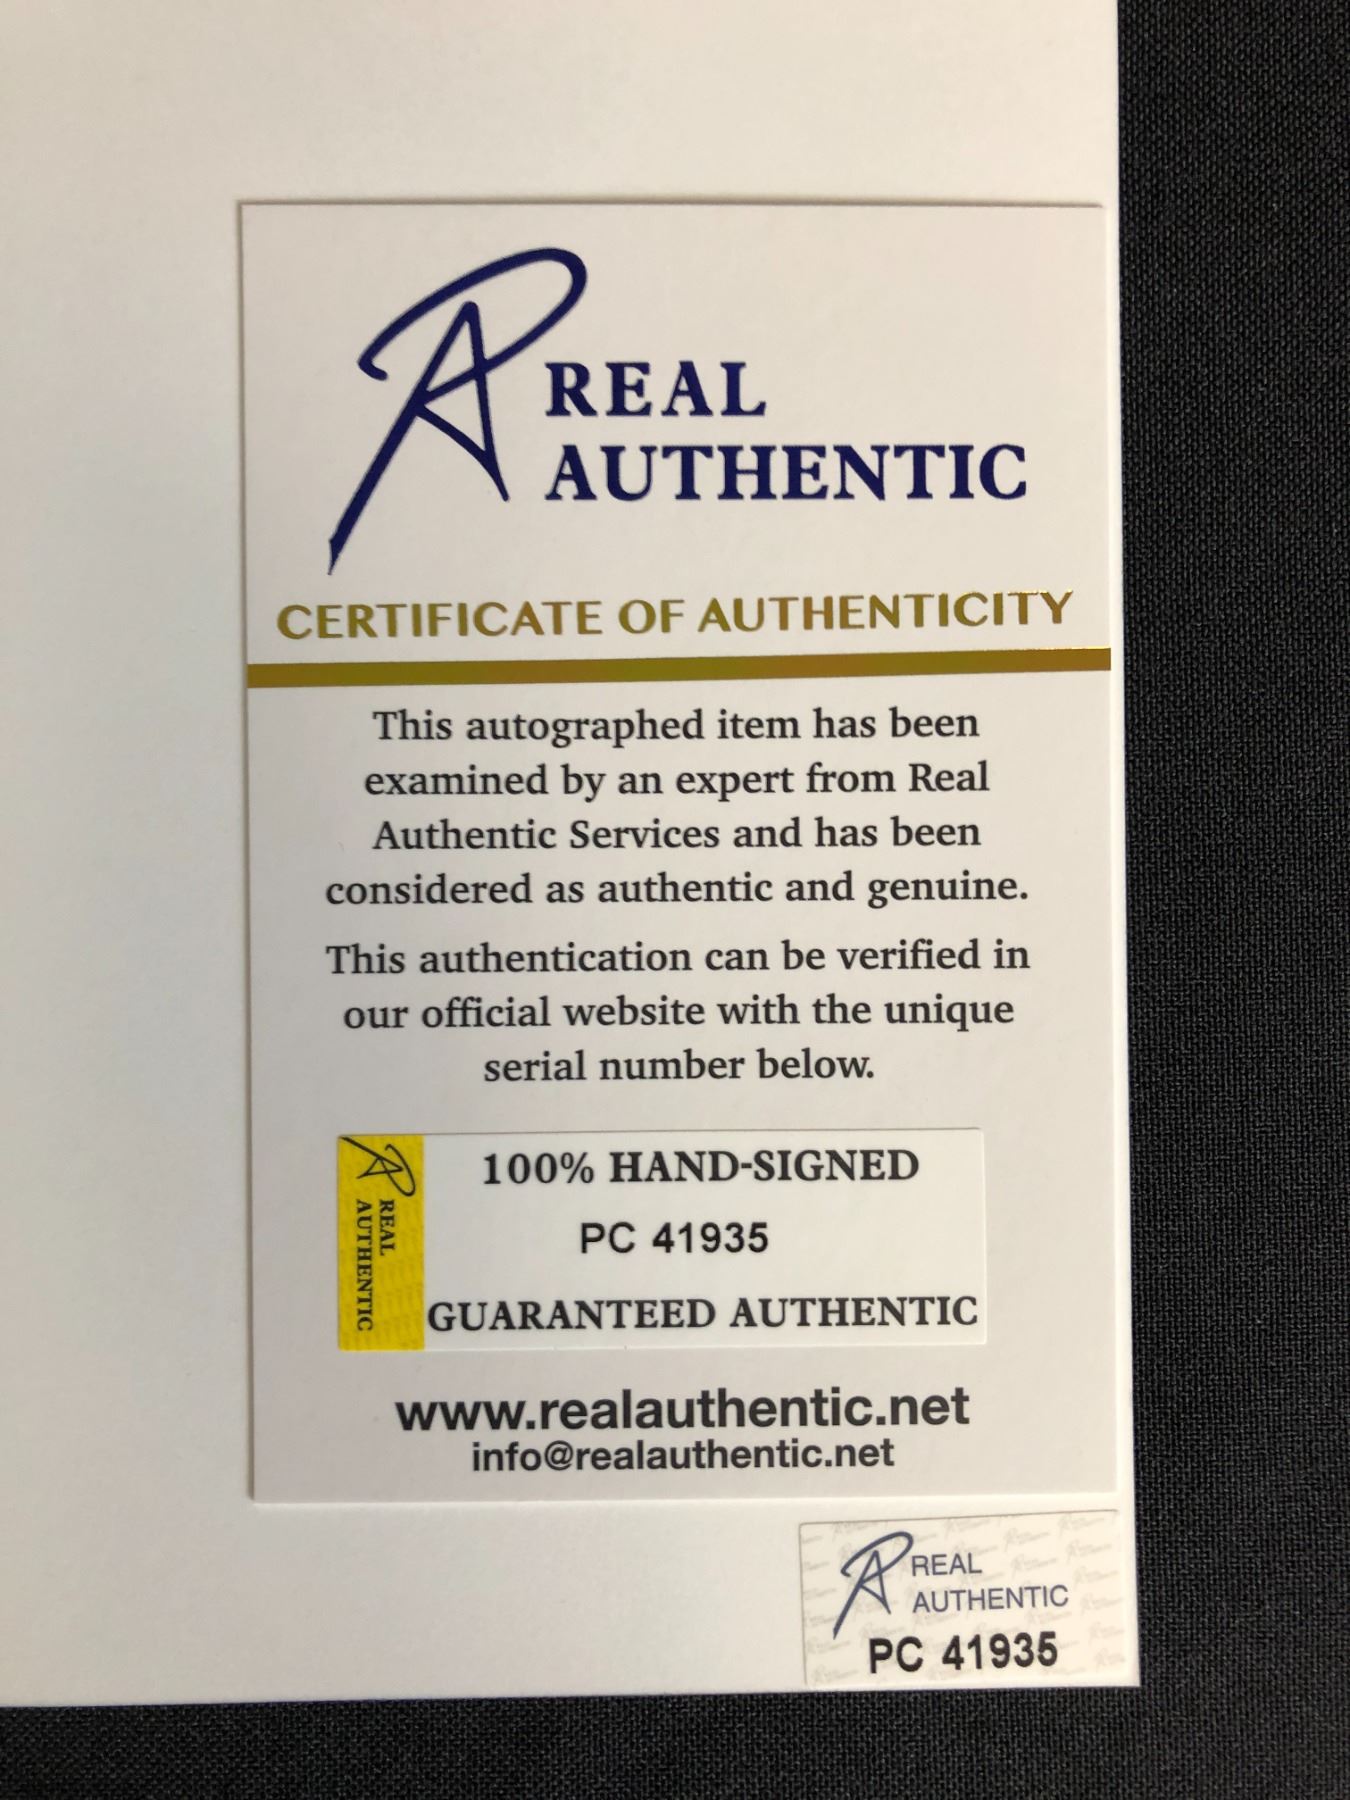 REAL
AUTHENTIC
CERTIFICATE OF AUTHENTICITY
This autographed item has been
examined by an expert from Real
Authentic Services and has been
considered as authentic and genuine.
This authentication can be verified in
our official website with the unique
serial number below.
REAL
AUTHENTIC
100% HAND-SIGNED
PC 41935
GUARANTEED AUTHENTIC
www.realauthentic.net
info@realauthentic.net
REAL
AUTHENTIC
PC 41935